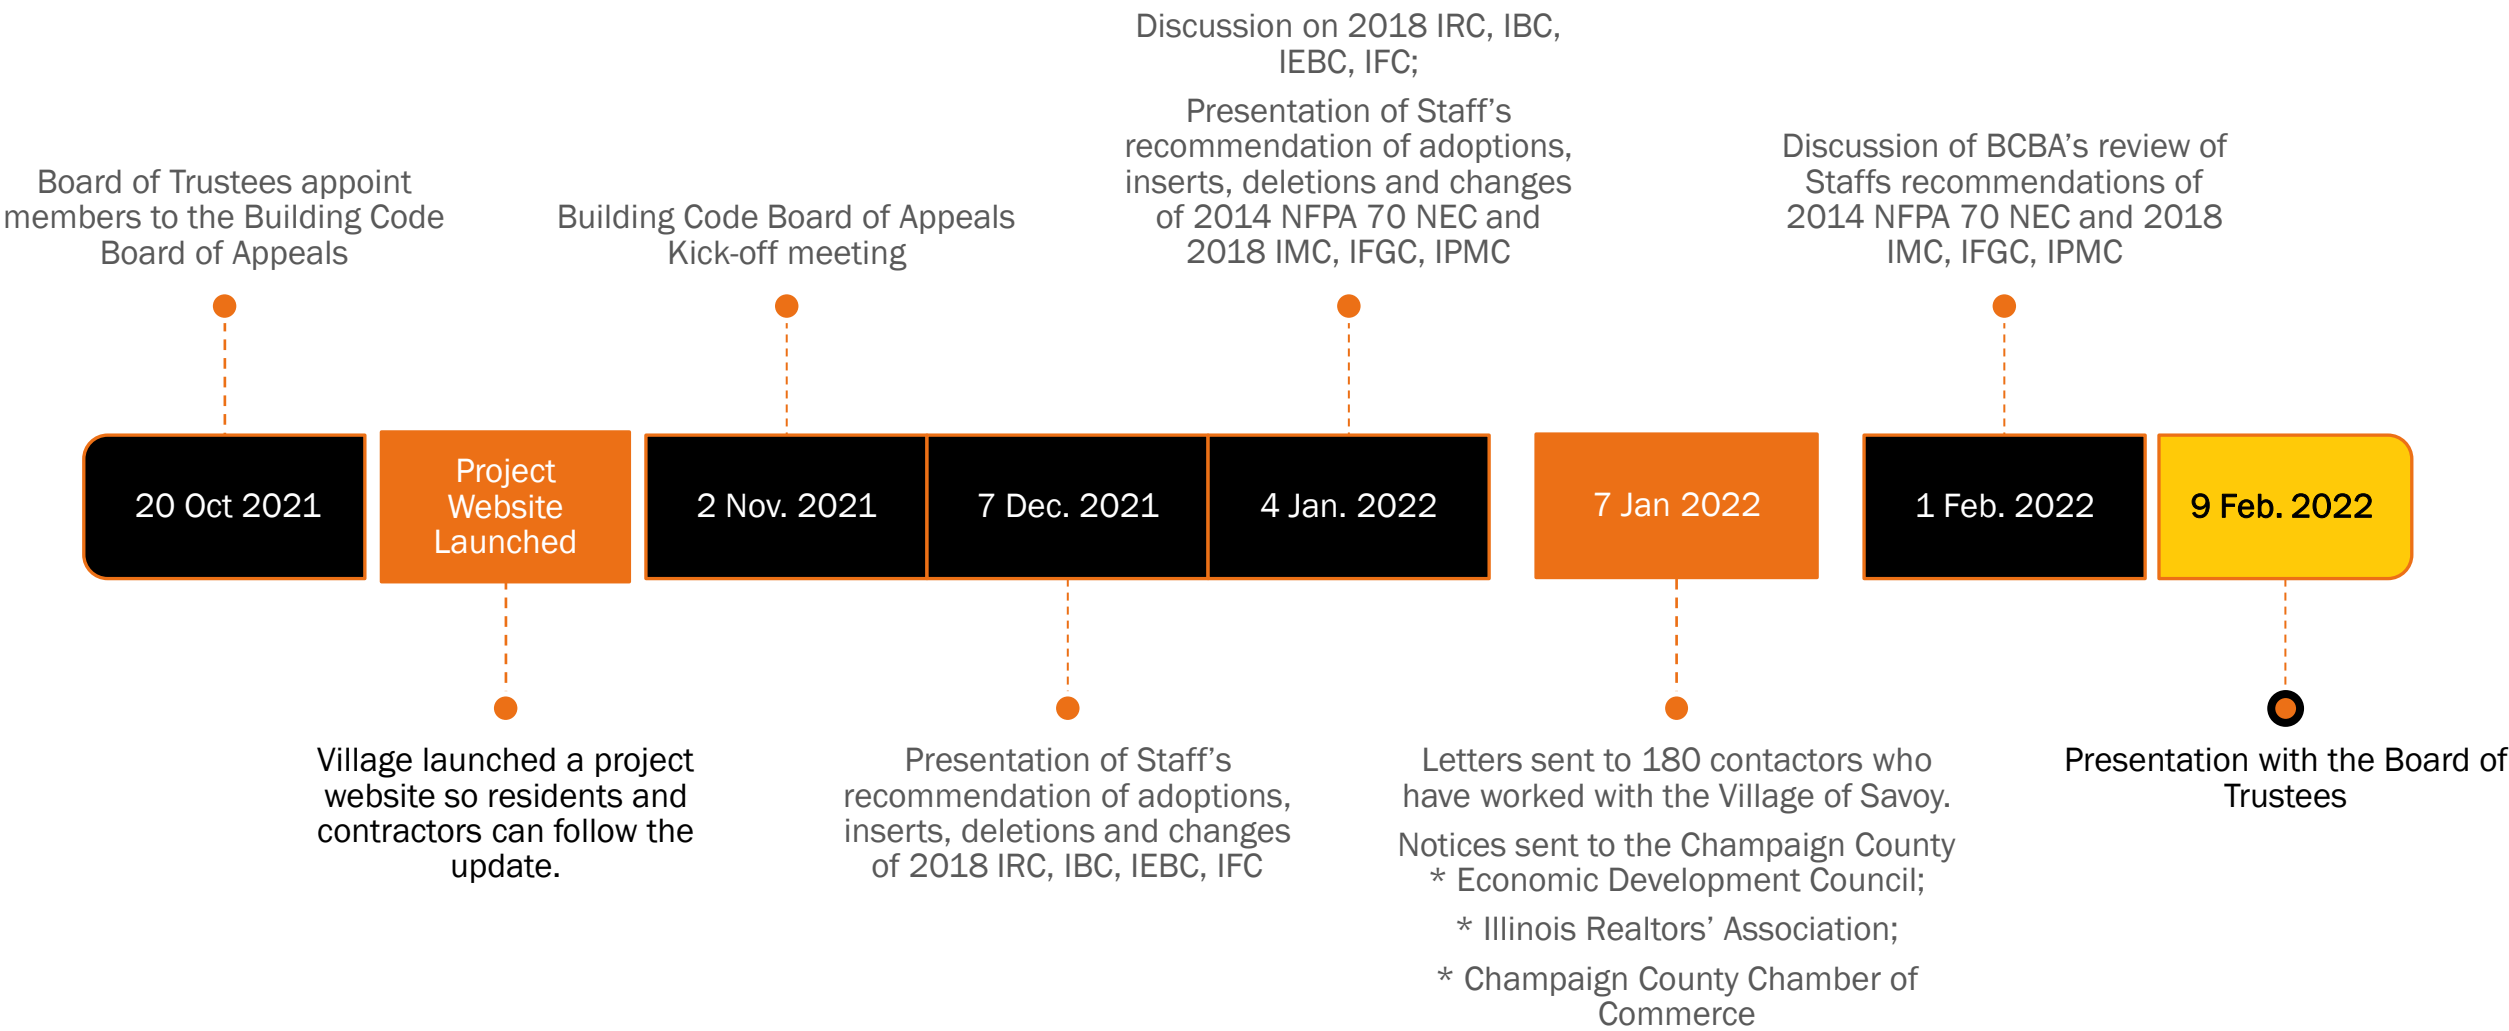 Board of Trustees appoint
members to the Building Code
Board of Appeals
Building Code Board of Appeals
Kick-off meeting
Discussion on 2018 IRC, IBC,
IEBC, IFC;
Presentation of Staff’s
recommendation of adoptions,
inserts, deletions and changes
of 2014 NFPA 70 NEC and
2018 IMC, IFGC, IPMC
Discussion of BCBA’s review of
Staffs recommendations of
2014 NFPA 70 NEC and 2018
IMC, IFGC, IPMC
20 Oct 2021
Project
Website
Launched
2 Nov. 2021
7 Dec. 2021
4 Jan. 2022
7 Jan 2022
1 Feb. 2022
9 Feb. 2022
Village launched a project
website so residents and
contractors can follow the
update.
Presentation of Staff’s
recommendation of adoptions,
inserts, deletions and changes
of 2018 IRC, IBC, IEBC, IFC
Letters sent to 180 contactors who
have worked with the Village of Savoy.
Notices sent to the Champaign County
* Economic Development Council;
* Illinois Realtors’ Association;
* Champaign County Chamber of
Commerce
Presentation with the Board of
Trustees